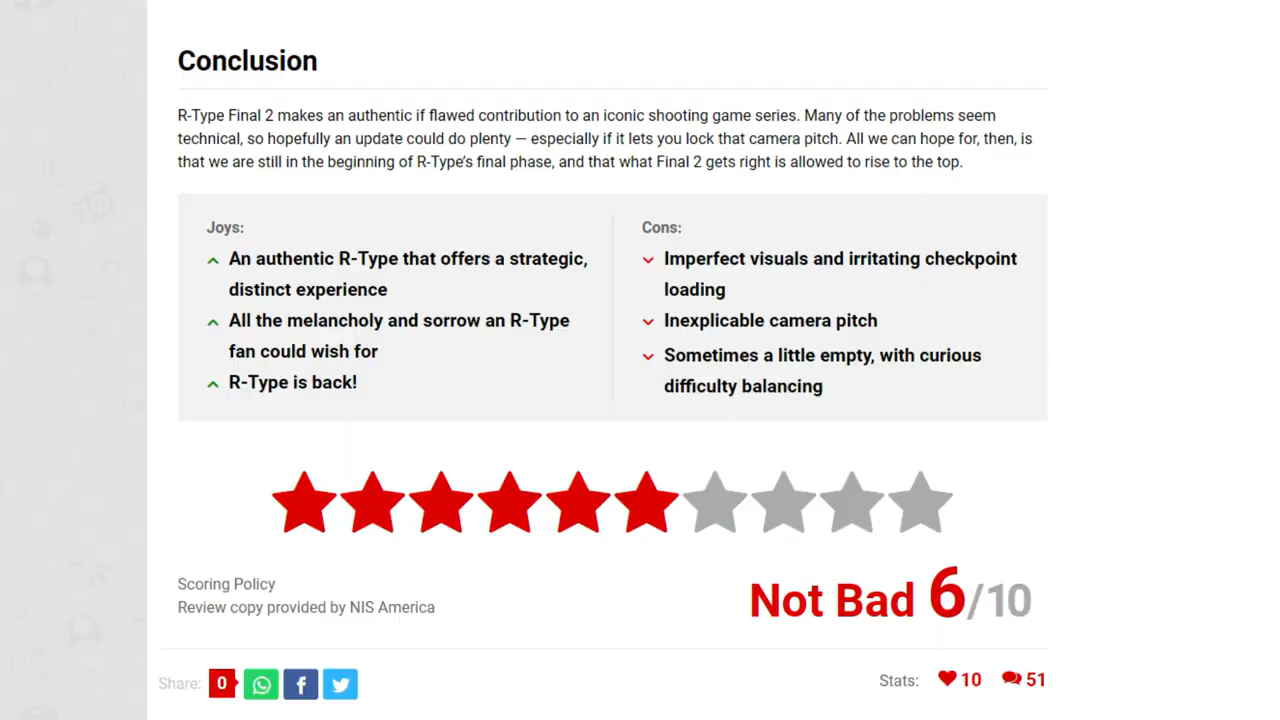 Conclusion
R-Type Final 2 makes an authentic if flawed contribution to an iconic shooting game series. Many of the problems seem
technical, so hopefully an update could do plenty — especially if it lets you lock that camera pitch. All we can hope for, then, is
that we are still in the beginning of R-Type's final phase, and that what Final 2 gets right is allowed to rise to the top.
Joys:
An authentic R-Type that offers a strategic,
distinct experience
All the melancholy and sorrow an R-Type
fan could wish for
R-Type is back!
Cons:
Imperfect visuals and irritating checkpoint
loading
Inexplicable camera pitch
Sometimes a little empty, with curious
difficulty balancing
Scoring Policy
Review copy provided by NIS America
Not Bad 6/10
Share: 0
Stats: 10 51